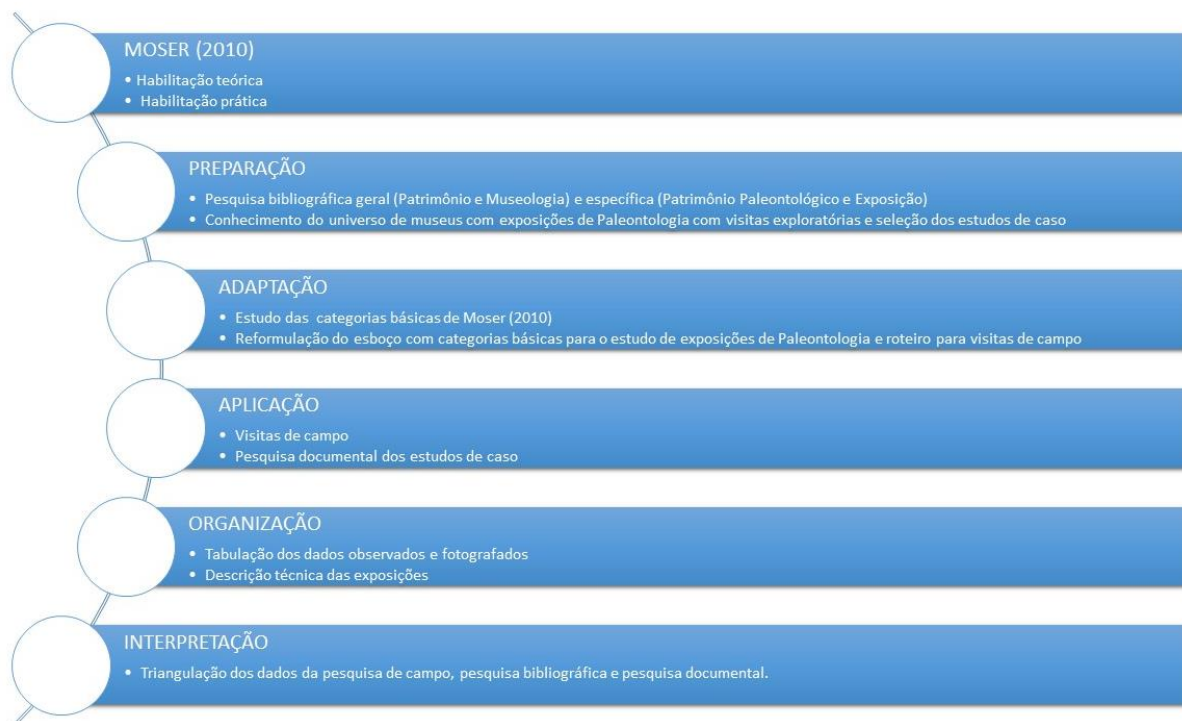 MOSER (2010)
• Habilitação teórica
• Habilitação prática
PREPARAÇÃO
• Pesquisa bibliográfica geral (Patrimônio e Museologia) e específica (Patrimônio Paleontológico e Exposição)
• Conhecimento do universo de museus com exposições de Paleontologia com visitas exploratórias e seleção dos estudos de caso
ADAPTAÇÃO
• Estudo das categorias básicas de Moser (2010)
• Reformulação do esboço com categorias básicas para o estudo de exposições de Paleontologia e roteiro para visitas de campo
APLICAÇÃO
• Visitas de campo
• Pesquisa documental dos estudos de caso
ORGANIZAÇÃO
• Tabulação dos dados observados e fotografados
• Descrição técnica das exposições
INTERPRETAÇÃO
• Triangulação dos dados da pesquisa de campo, pesquisa bibliográfica e pesquisa documental.